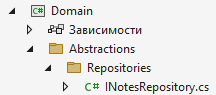 Domain
Зависимости
Abstractions
Repositories
C# INotesRepository.cs